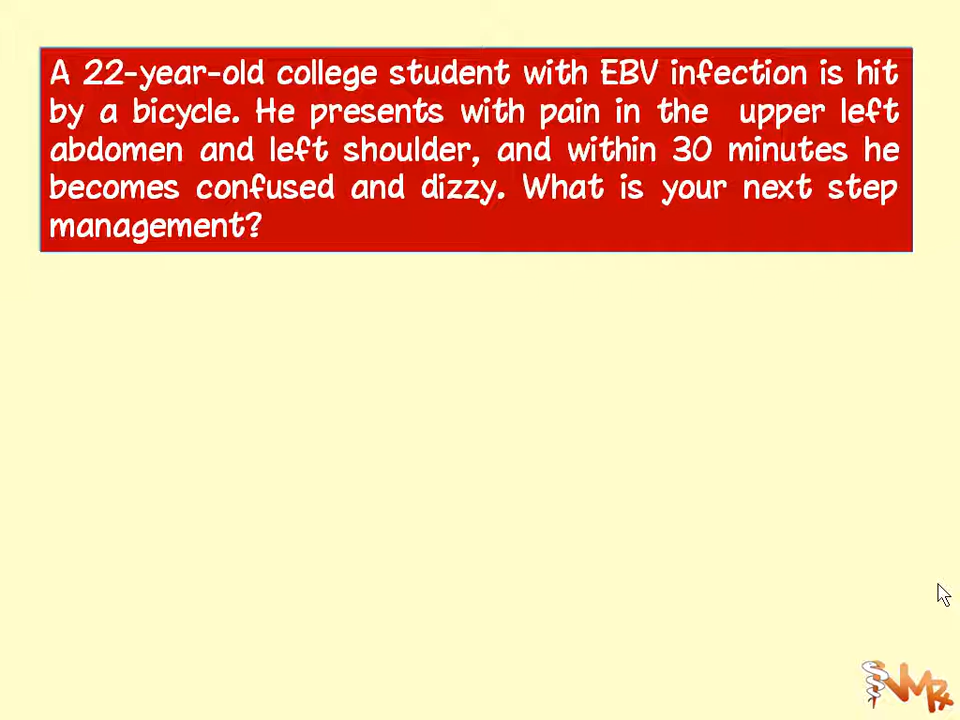 A 22-year-old college student with EBV infection is hit
by a bicycle. He presents with pain in the upper left
abdomen and left shoulder, and within 30 minutes he
becomes confused and dizzy. What is your next step
management?
VMRx